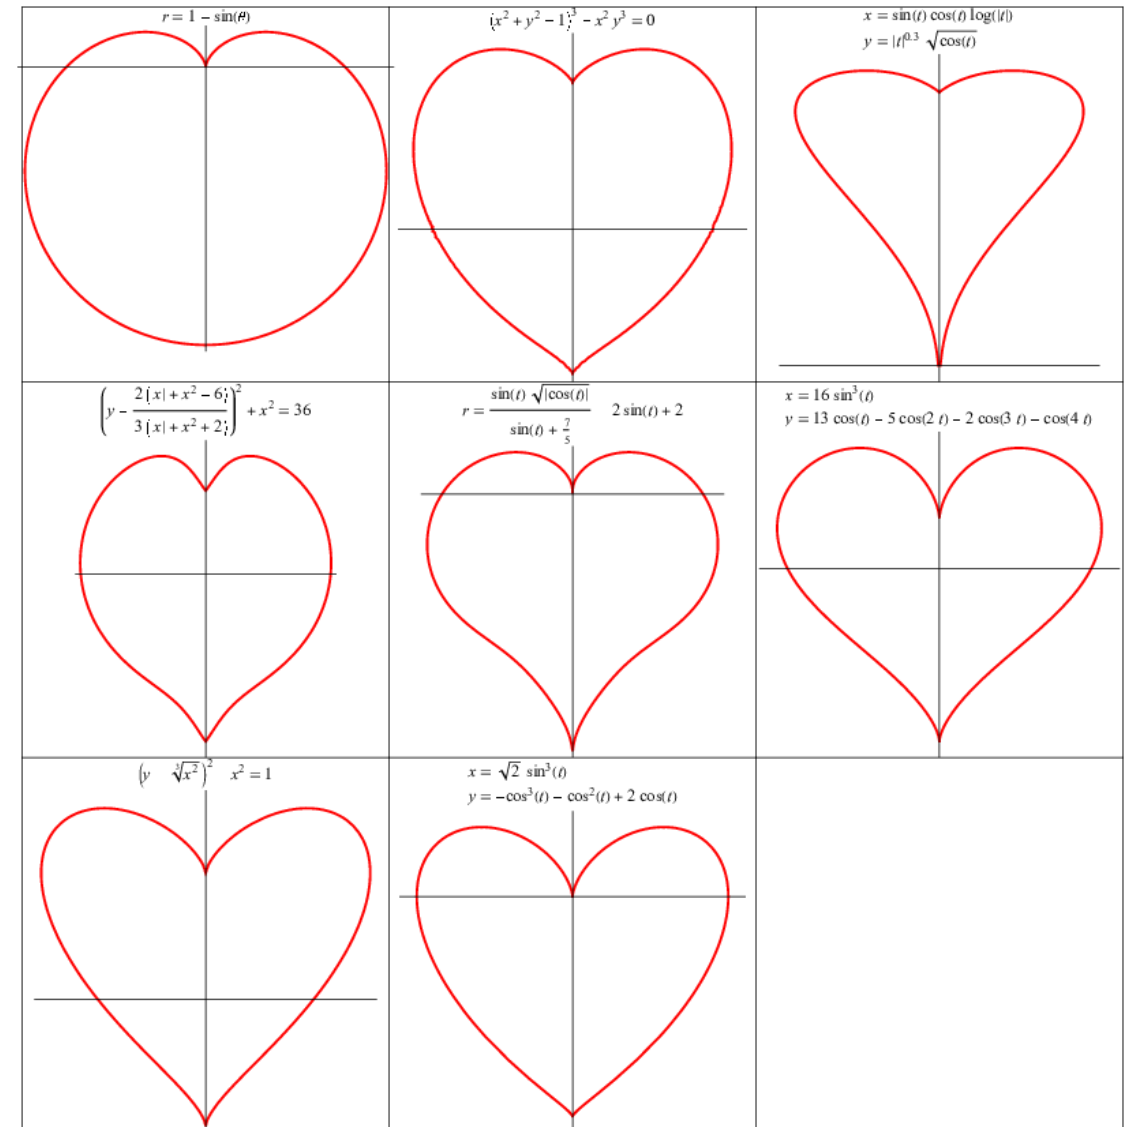 r = 1 − sin(θ)
(x² + y² − 1)³ − x² y³ = 0
x = sin(t) cos(t) log(|t|)
y = |t|^0.3 √cos(t)
(y − 2(|x| + x² − 6) / 3(|x| + x² + 2))² + x² = 36
r = sin(t) √|cos(t)| / sin(t) + 7/5   2 sin(t) + 2
x = 16 sin³(t)
y = 13 cos(t) − 5 cos(2 t) − 2 cos(3 t) − cos(4 t)
(y   ∛x²)²   x² = 1
x = √2 sin³(t)
y = −cos³(t) − cos²(t) + 2 cos(t)